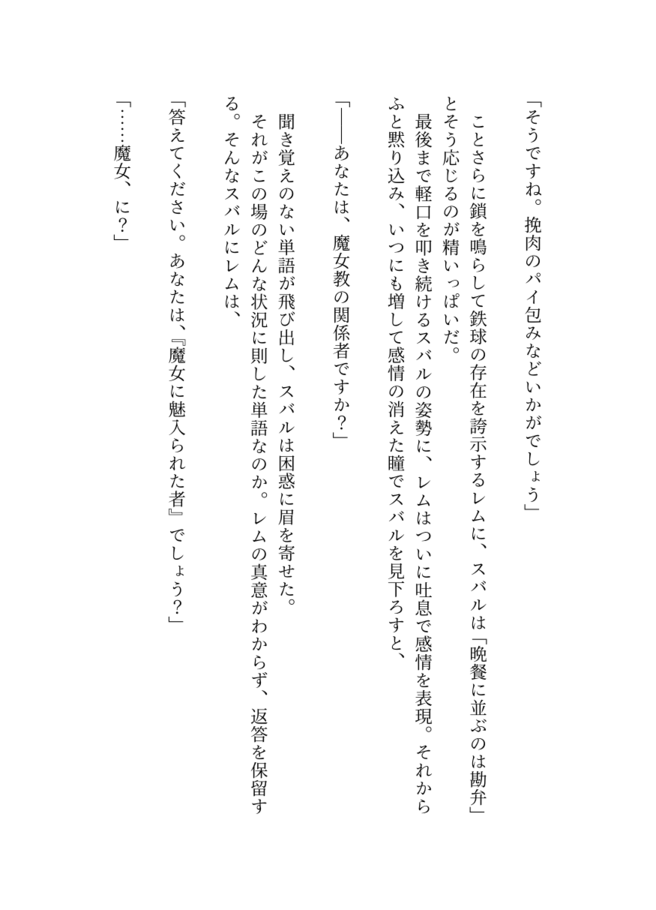 「そうですね。挽肉のパイ包みなどいかがでしょう」
　ことさらに鎖を鳴らして鉄球の存在を誇示するレムに、スバルは「晩餐に並ぶのは勘弁」
とそう応じるのが精いっぱいだ。
　最後まで軽口を叩き続けるスバルの姿勢に、レムはついに吐息で感情を表現。それから
ふと黙り込み、いつにも増して感情の消えた瞳でスバルを見下ろすと、
「――あなたは、魔女教の関係者ですか？」
　聞き覚えのない単語が飛び出し、スバルは困惑に眉を寄せた。
　それがこの場のどんな状況に則した単語なのか。レムの真意がわからず、返答を保留す
る。そんなスバルにレムは、
「答えてください。あなたは、『魔女に魅入られた者』でしょう？」
「……魔女、に？」